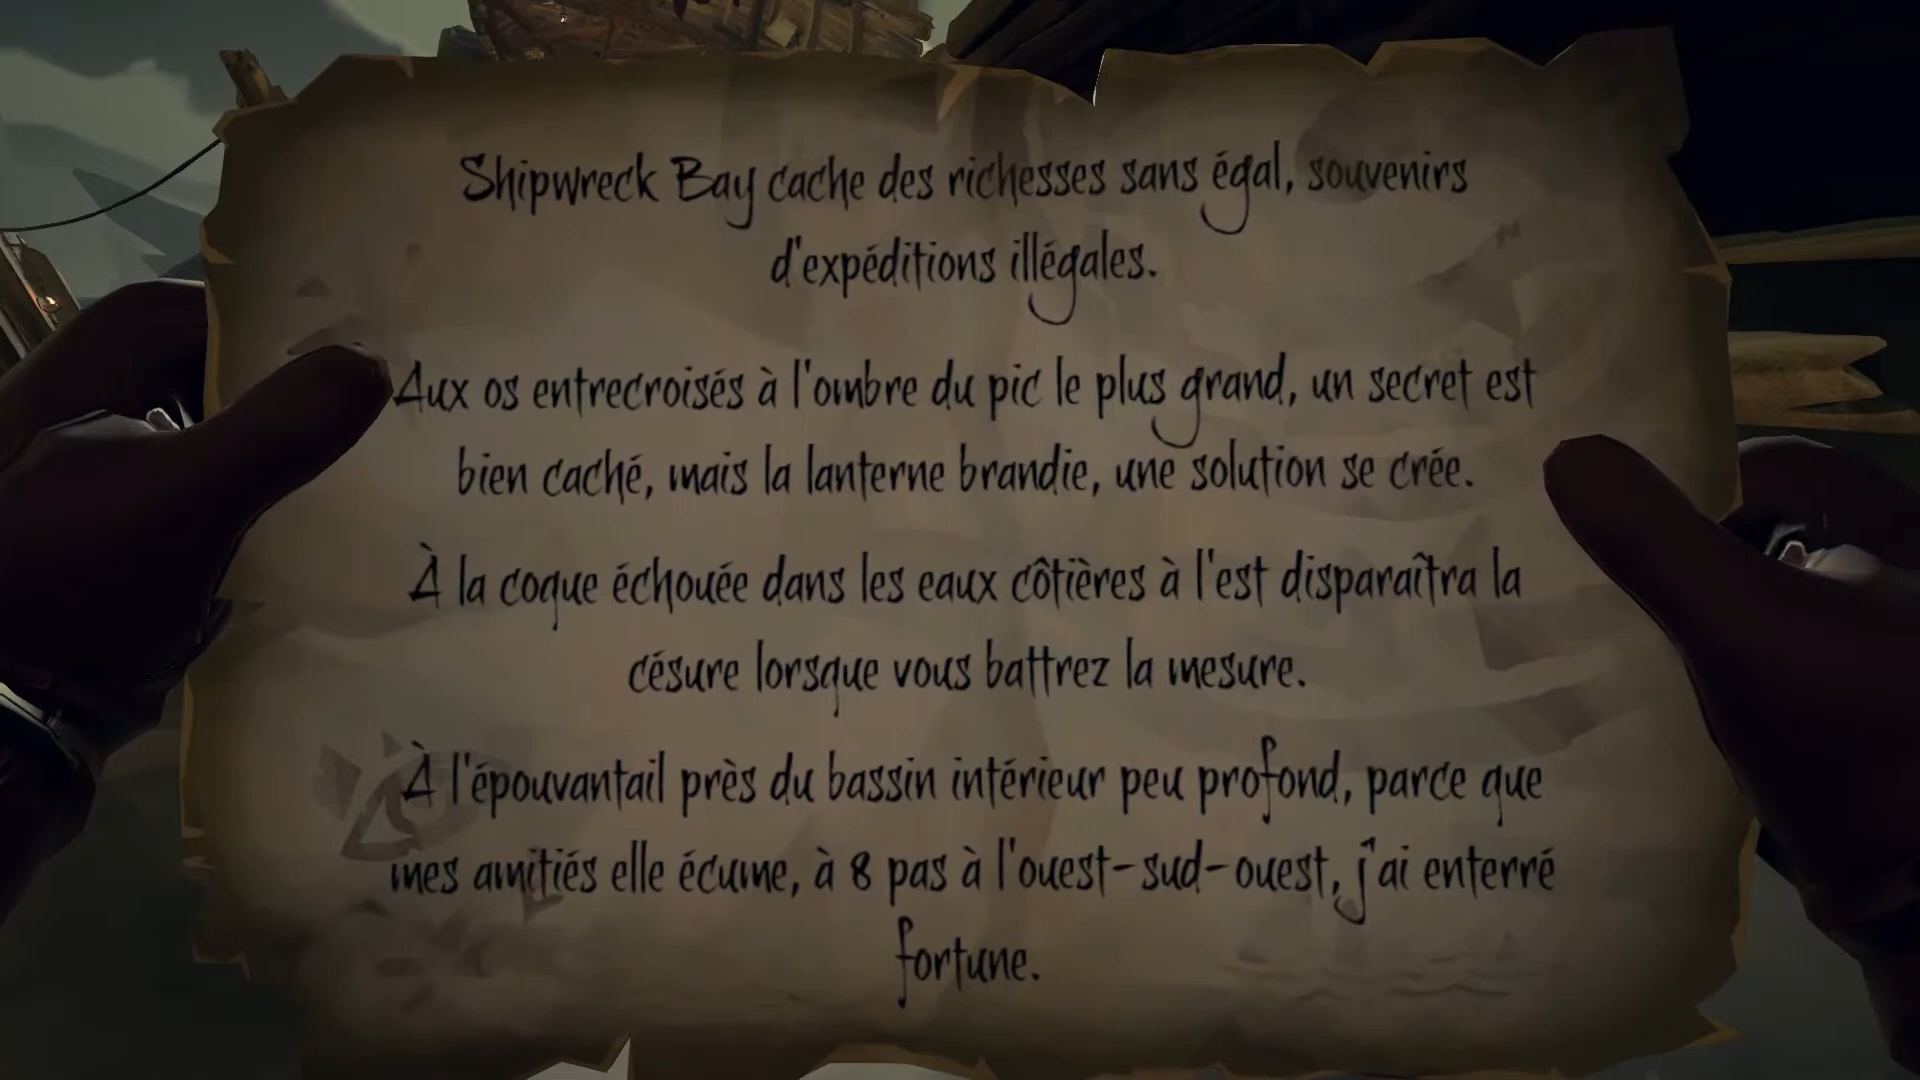 Shipwreck Bay cache des richesses sans égal, souvenirs
d'expéditions illégales.
Aux os entrecroisés à l'ombre du pic le plus grand, un secret est
bien caché, mais la lanterne brandie, une solution se crée.
À la coque échouée dans les eaux côtières à l'est disparaîtra la
césure lorsque vous battrez la mesure.
À l'épouvantail près du bassin intérieur peu profond, parce que
mes amitiés elle écume, à 8 pas à l'ouest-sud-ouest, j'ai enterré
fortune.